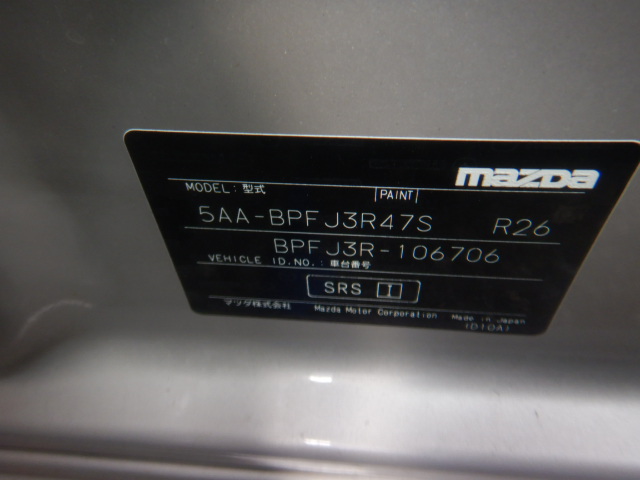 mazda
MODEL: 型式 PAINT
5AA-BPFJ3R47S R26
BPFJ3R-106706
VEHICLE ID.NO.: 車台番号
SRS I
マツダ株式会社 Mazda Motor Corporation Made in Japan
(D10A)